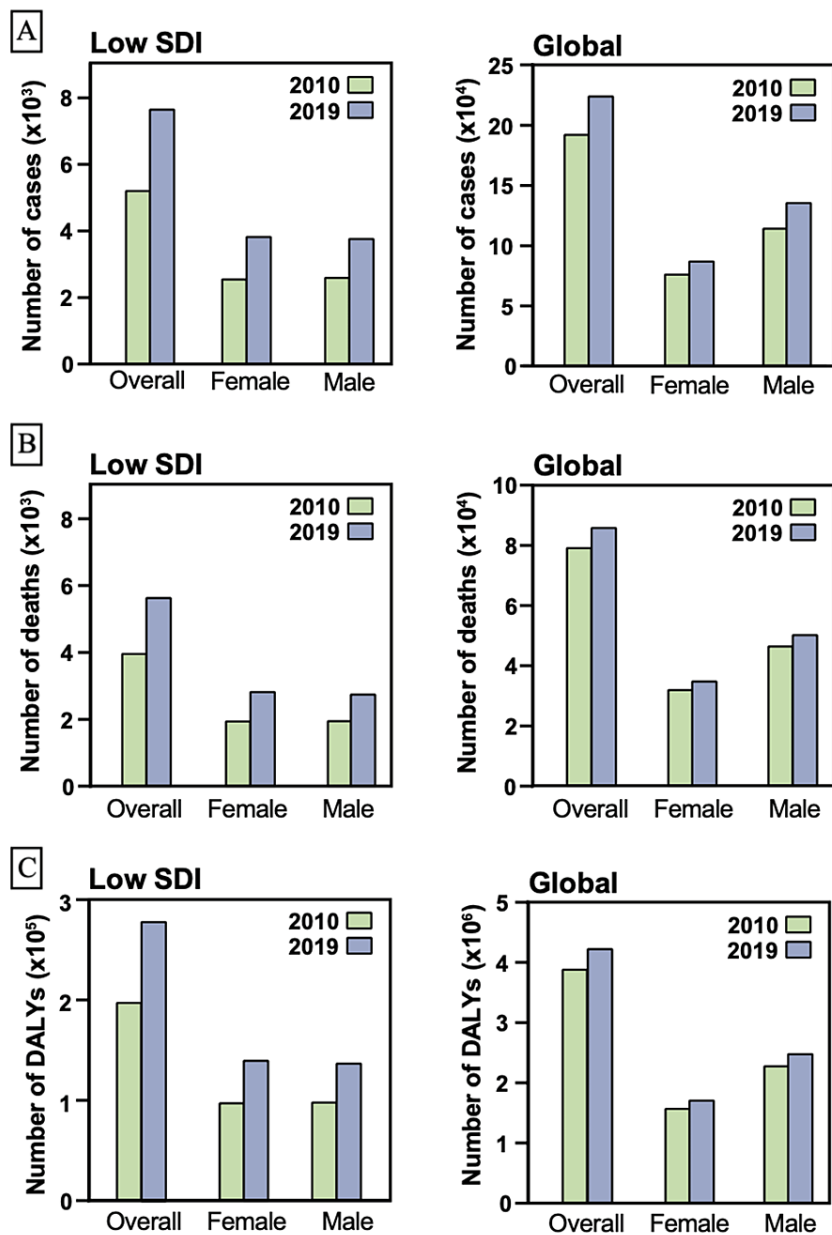 A
Low SDI
Number of cases (x10³)
8
6
4
2
0
2010
2019
Overall Female Male
Global
Number of cases (x10⁴)
25
20
15
10
5
0
2010
2019
Overall Female Male
B
Low SDI
Number of deaths (x10³)
8
6
4
2
0
2010
2019
Overall Female Male
Global
Number of deaths (x10⁴)
10
8
6
4
2
0
2010
2019
Overall Female Male
C
Low SDI
Number of DALYs (x10⁵)
3
2
1
0
2010
2019
Overall Female Male
Global
Number of DALYs (x10⁶)
5
4
3
2
1
0
2010
2019
Overall Female Male